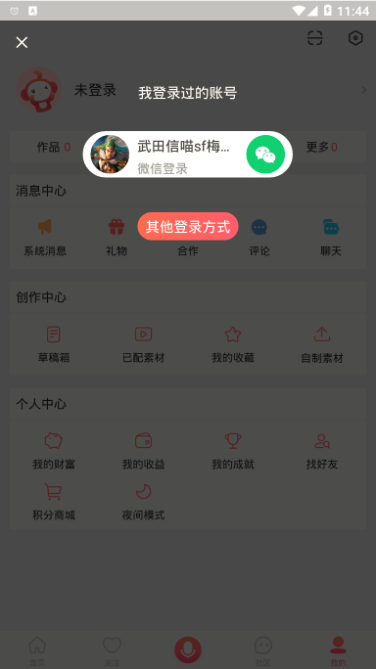 11:44
我登录过的账号
未登录
武田信喵sf梅...
微信登录
作品 0
更多 0
其他登录方式
消息中心
系统消息 礼物 合作 评论 聊天
创作中心
草稿箱 已配素材 我的收藏 自制素材
个人中心
我的财富 我的收益 我的成就 找好友
积分商城 夜间模式
我的